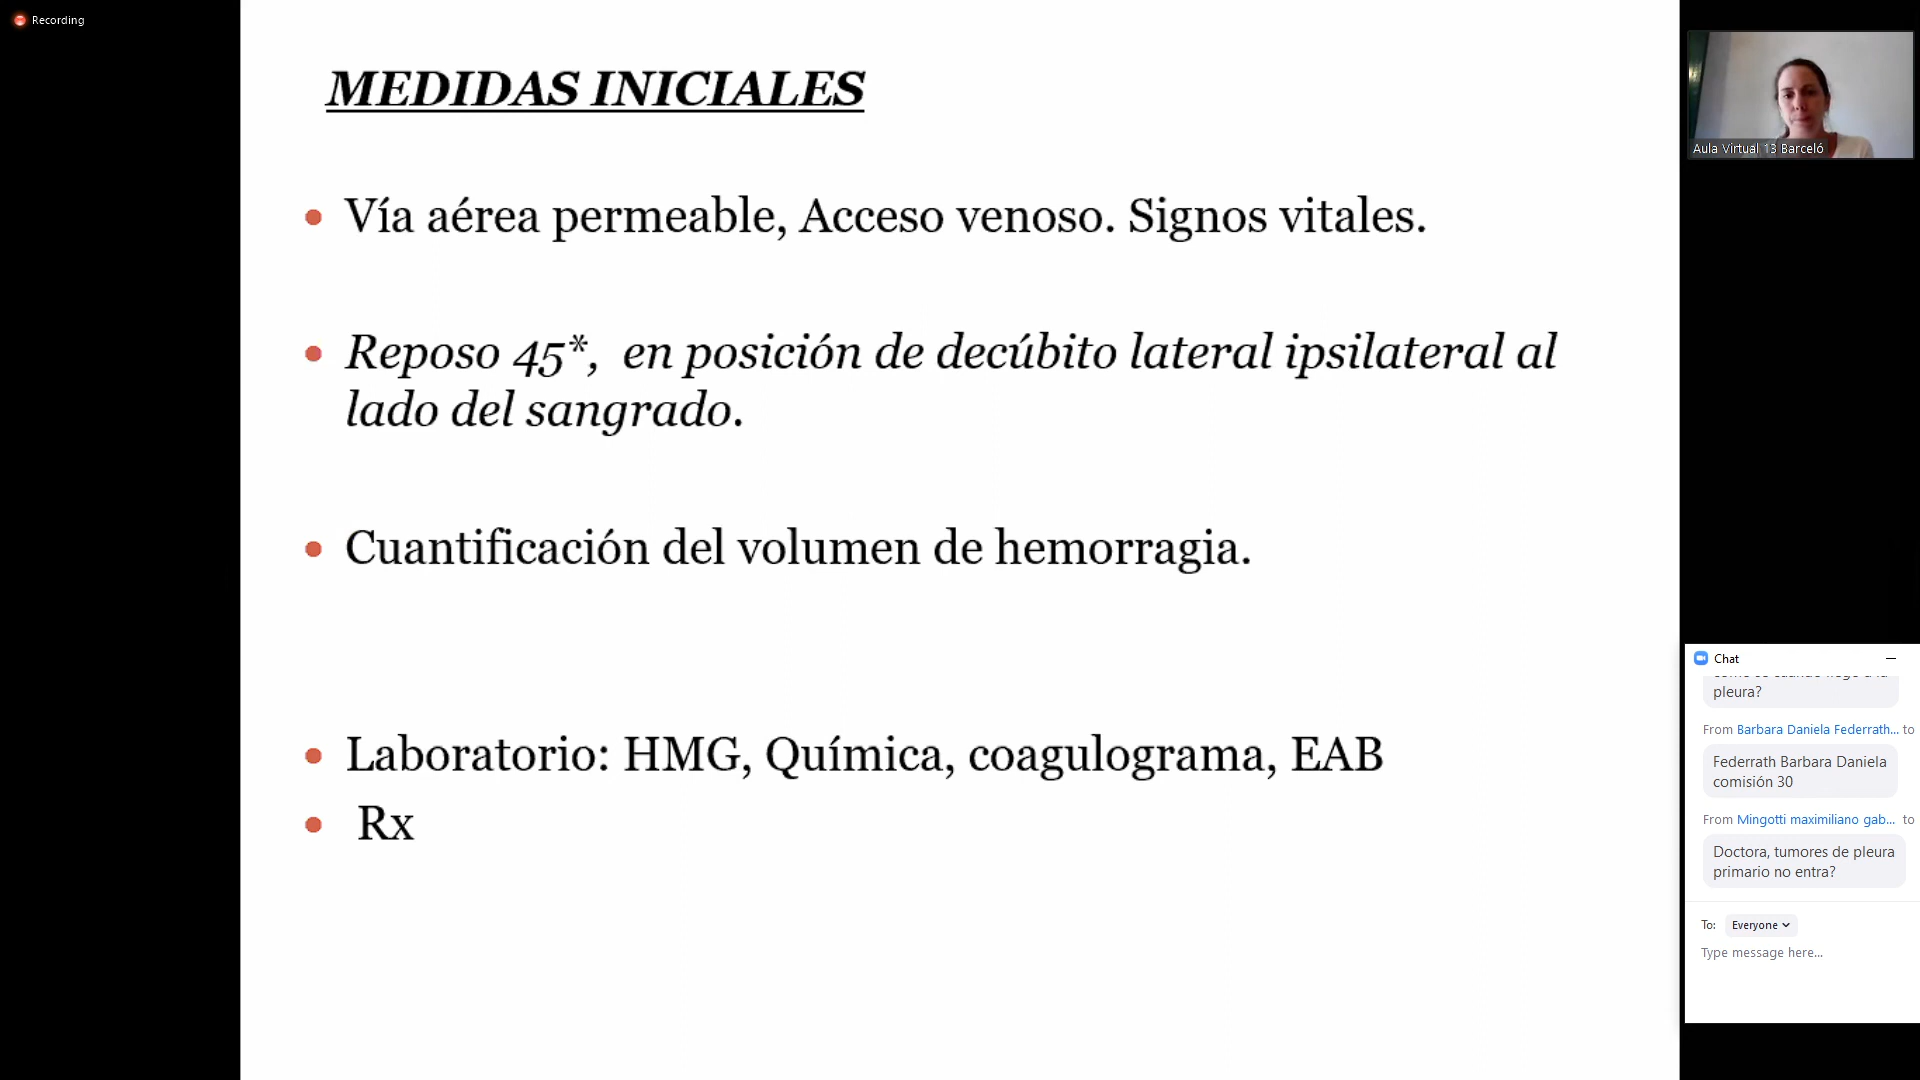 Recording
MEDIDAS INICIALES
Vía aérea permeable, Acceso venoso. Signos vitales.
Reposo 45*, en posición de decúbito lateral ipsilateral al
lado del sangrado.
Cuantificación del volumen de hemorragia.
Laboratorio: HMG, Química, coagulograma, EAB
Rx
Aula Virtual 13 Barceló
Chat
pleura?
From Barbara Daniela Federrath... to
Federrath Barbara Daniela
comisión 30
From Mingotti maximiliano gab... to
Doctora, tumores de pleura
primario no entra?
To: Everyone
Type message here...